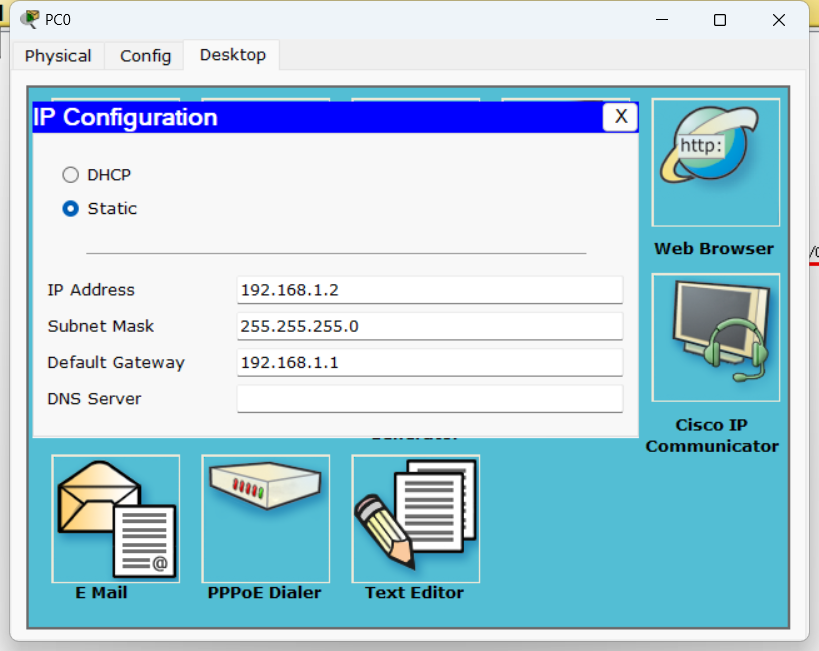 PC0
Physical Config Desktop
IP Configuration X
DHCP
Static
IP Address 192.168.1.2
Subnet Mask 255.255.255.0
Default Gateway 192.168.1.1
DNS Server
http:
Web Browser
Cisco IP
Communicator
@
E Mail
PPPoE Dialer
Text Editor